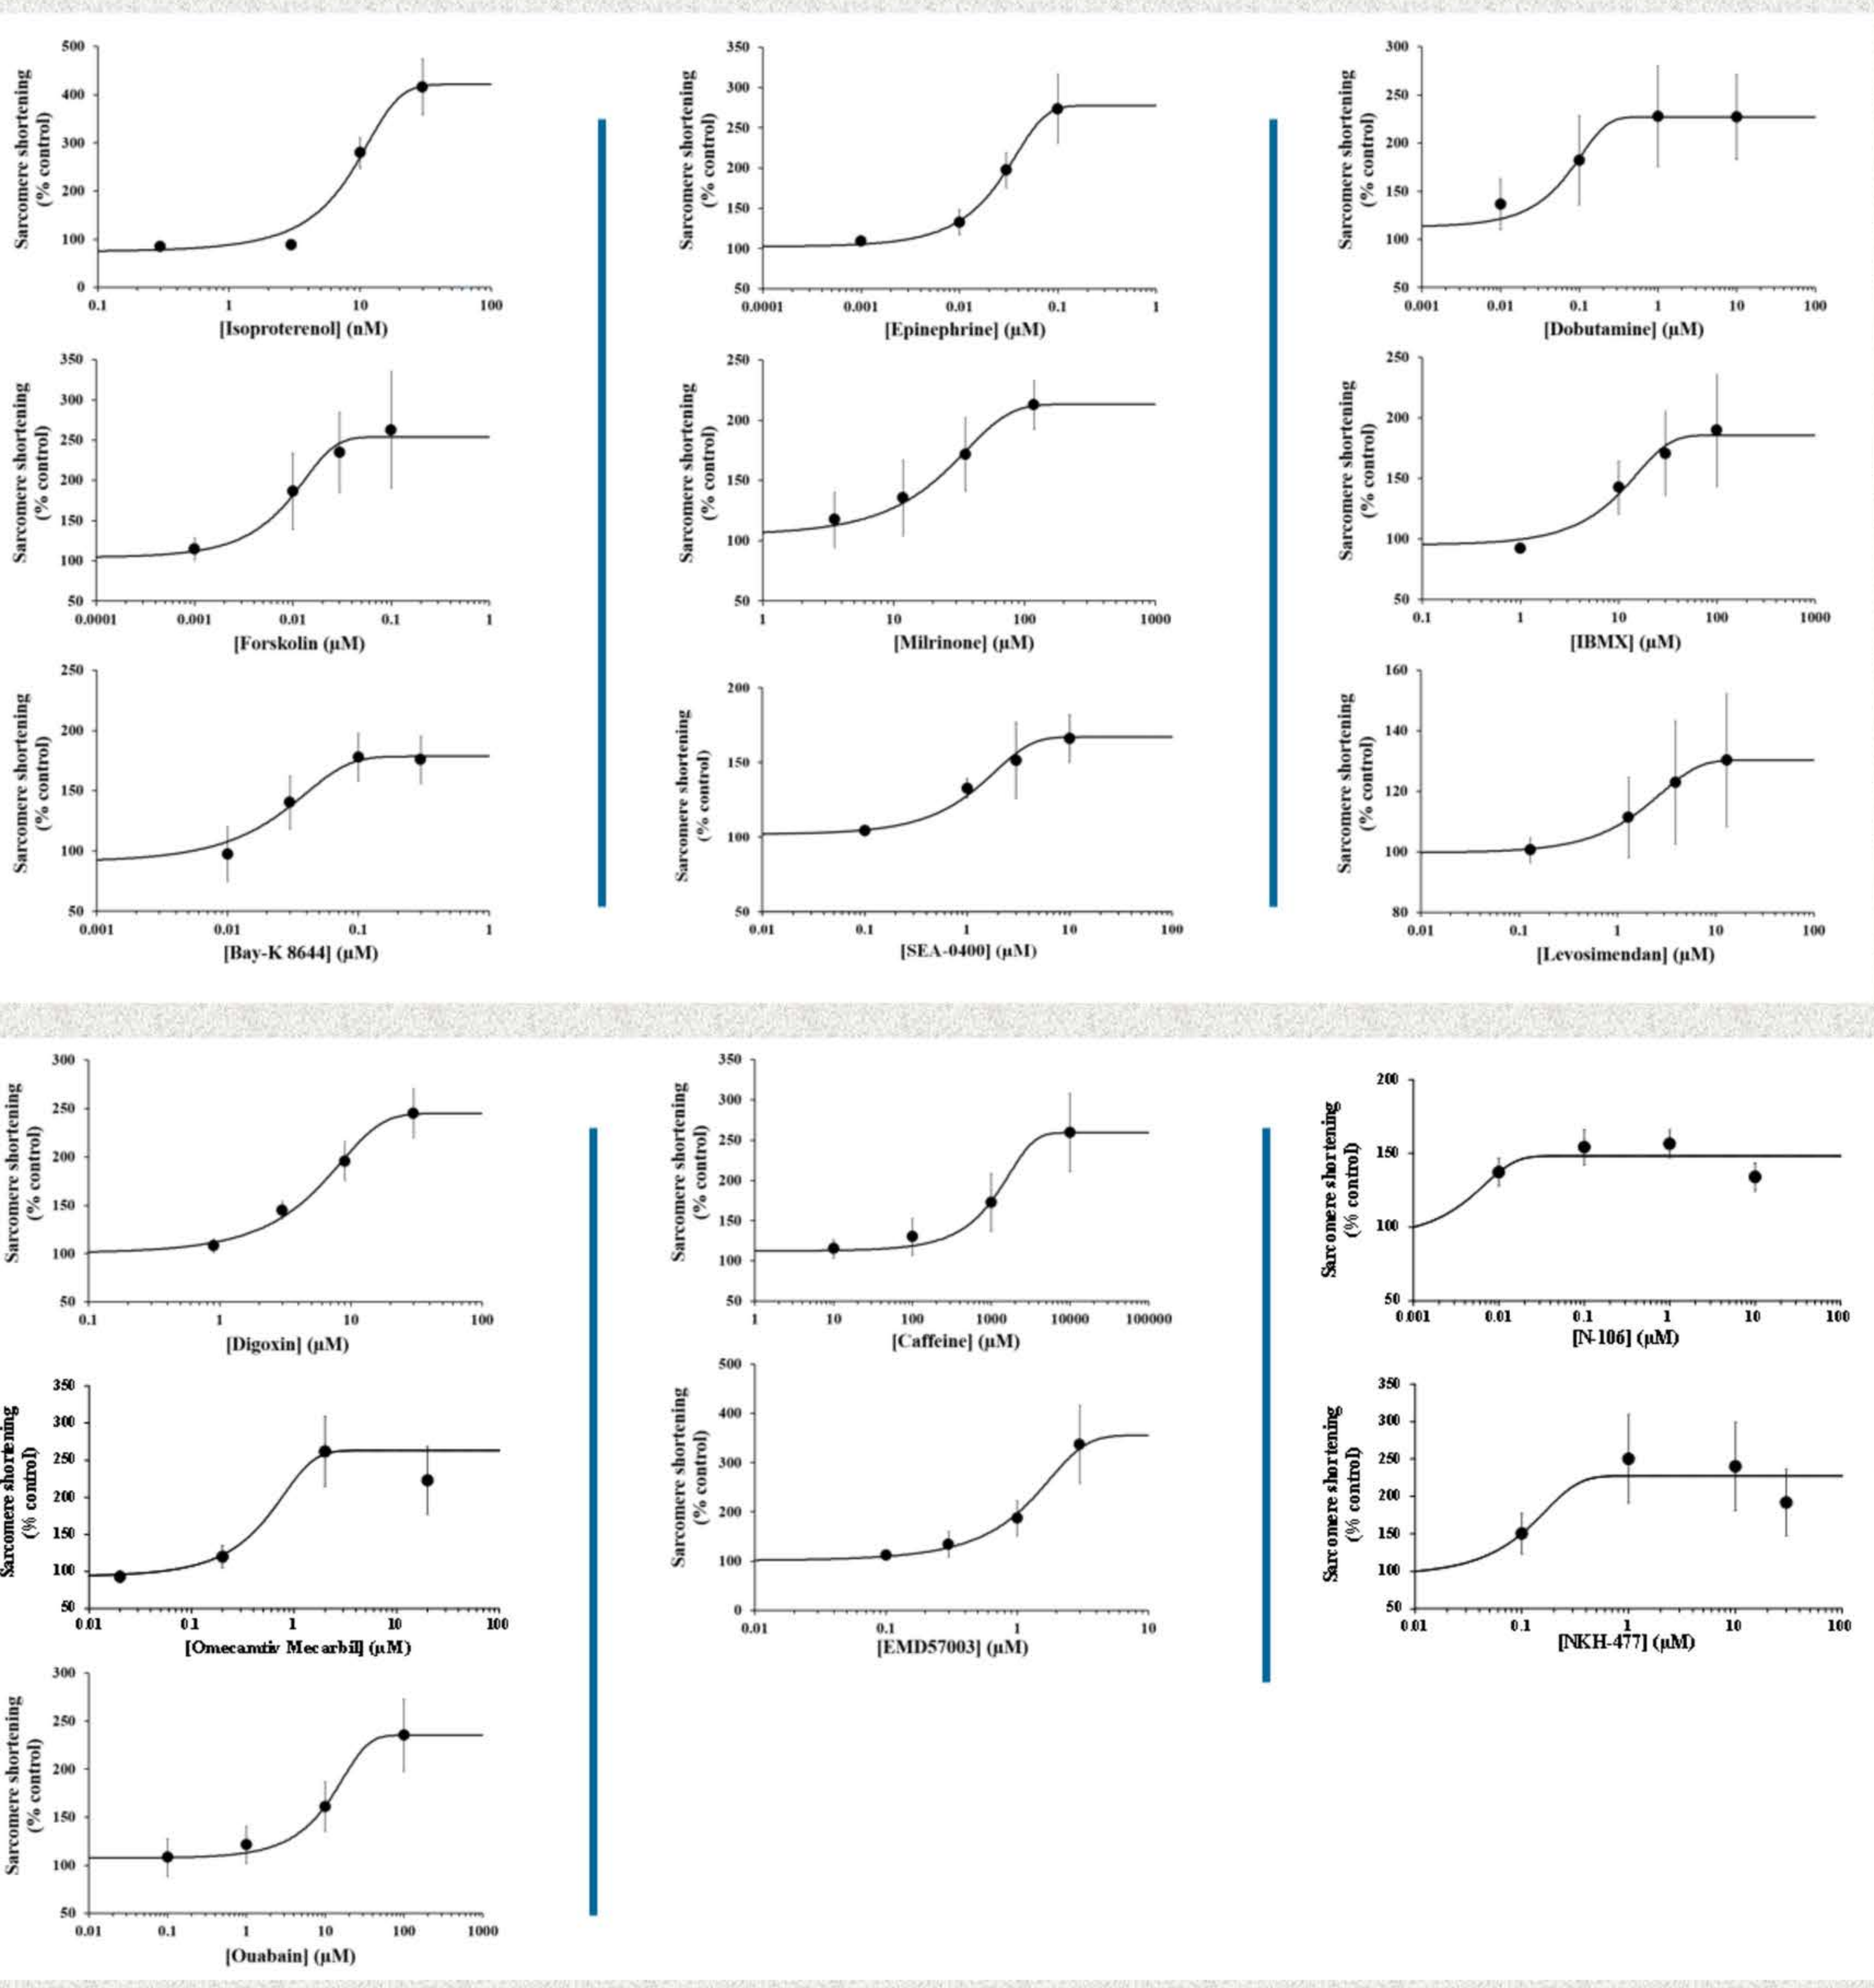 Sarcomere shortening
(% control)
500
400
300
200
100
0
0.1 1 10 100
[Isoproterenol] (nM)
Sarcomere shortening
(% control)
350
300
250
200
150
100
50
0.0001 0.001 0.01 0.1 1
[Epinephrine] (µM)
Sarcomere shortening
(% control)
300
250
200
150
100
50
0.001 0.01 0.1 1 10 100
[Dobutamine] (µM)
Sarcomere shortening
(% control)
350
300
250
200
150
100
50
0.0001 0.001 0.01 0.1 1
[Forskolin (µM)
Sarcomere shortening
(% control)
250
200
150
100
50
1 10 100 1000
[Milrinone] (µM)
Sarcomere shortening
(% control)
250
200
150
100
50
0.1 1 10 100 1000
[IBMX] (µM)
Sarcomere shortening
(% control)
250
200
150
100
50
0.001 0.01 0.1 1
[Bay-K 8644] (µM)
Sarcomere shortening
(% control)
200
150
100
50
0.01 0.1 1 10 100
[SEA-0400] (µM)
Sarcomere shortening
(% control)
160
140
120
100
80
0.01 0.1 1 10 100
[Levosimendan] (µM)
Sarcomere shortening
(% control)
300
250
200
150
100
50
0.1 1 10 100
[Digoxin] (µM)
Sarcomere shortening
(% control)
350
300
250
200
150
100
50
1 10 100 1000 10000 100000
[Caffeine] (µM)
Sarcomere shortening
(% control)
200
150
100
50
0.001 0.01 0.1 1 10 100
[N-106] (µM)
Sarcomere shortening
(% control)
350
300
250
200
150
100
50
0.01 0.1 1 10 100
[Omecamtiv Mecarbil] (µM)
Sarcomere shortening
(% control)
500
400
300
200
100
0
0.01 0.1 1 10
[EMD57003] (µM)
Sarcomere shortening
(% control)
350
300
250
200
150
100
50
0.01 0.1 1 10 100
[NKH-477] (µM)
Sarcomere shortening
(% control)
300
250
200
150
100
50
0.01 0.1 1 10 100 1000
[Ouabain] (µM)